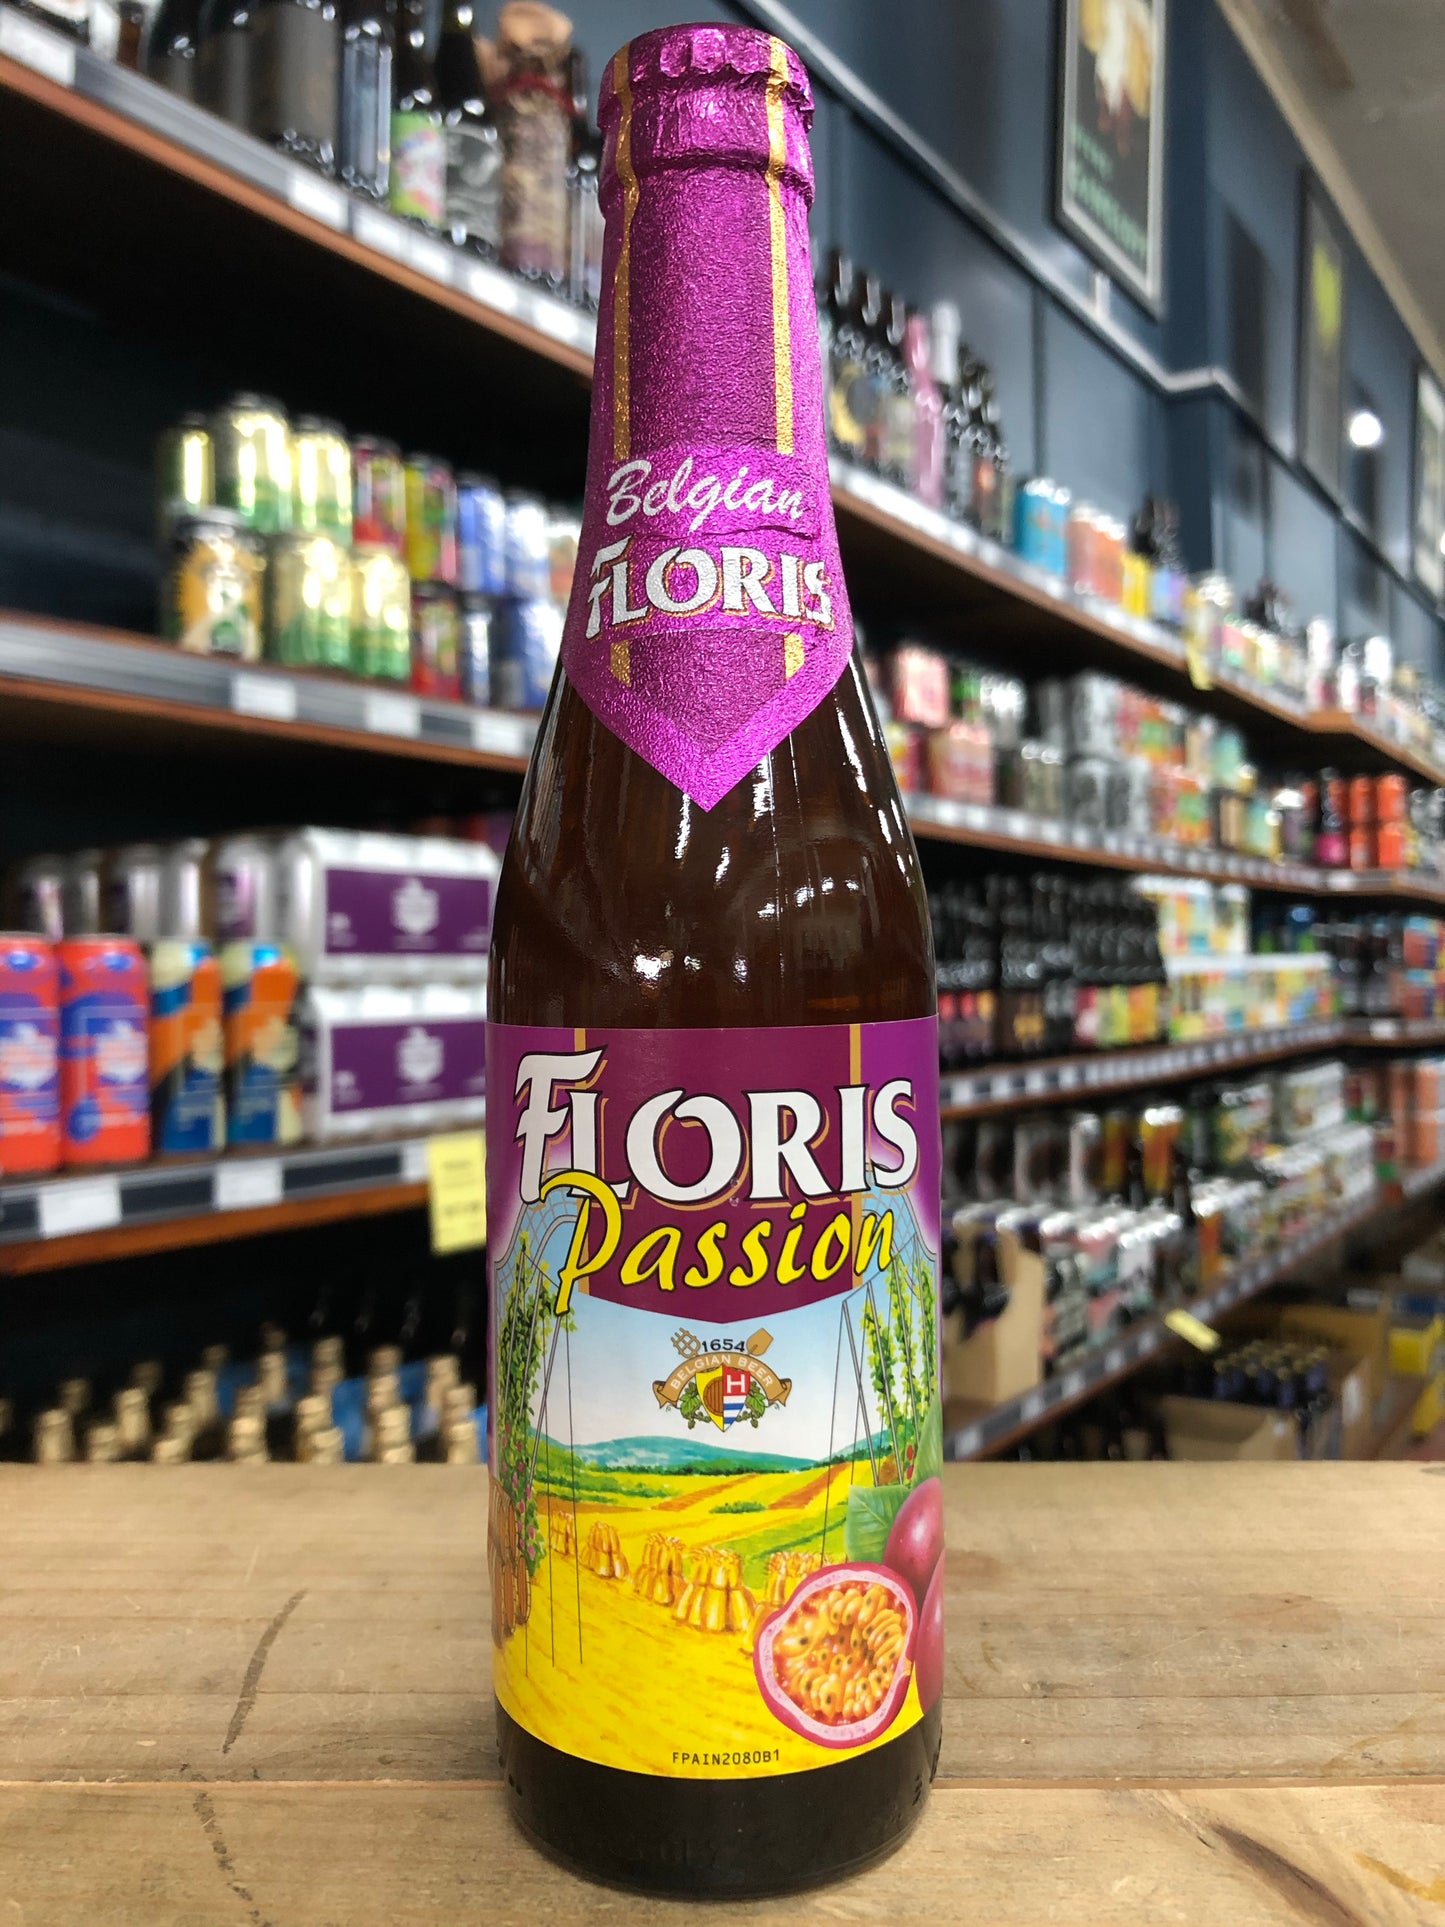 Belgian
FLORIS
FLORIS
Passion
1654
BELGIAN BEER
H
FPAIN2080B1